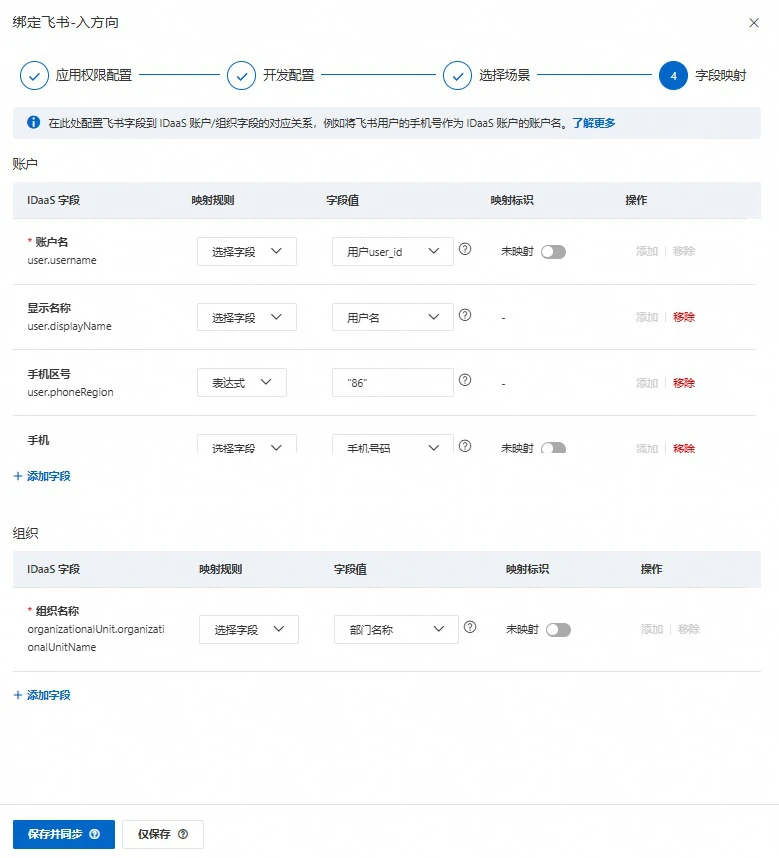 绑定飞书-入方向
应用权限配置 开发配置 选择场景 4 字段映射
在此处配置飞书字段到 IDaaS 账户/组织字段的对应关系，例如将飞书用户的手机号作为 IDaaS 账户的账户名。了解更多
账户
IDaaS 字段 映射规则 字段值 映射标识 操作
* 账户名
user.username
选择字段 用户user_id 未映射 添加 移除
显示名称
user.displayName
选择字段 用户名 - 添加 移除
手机区号
user.phoneRegion
表达式 "86" - 添加 移除
手机
选择字段 手机号码 未映射 添加 移除
+ 添加字段
组织
IDaaS 字段 映射规则 字段值 映射标识 操作
* 组织名称
organizationalUnit.organizati
onalUnitName
选择字段 部门名称 未映射 添加 移除
+ 添加字段
保存并同步 仅保存